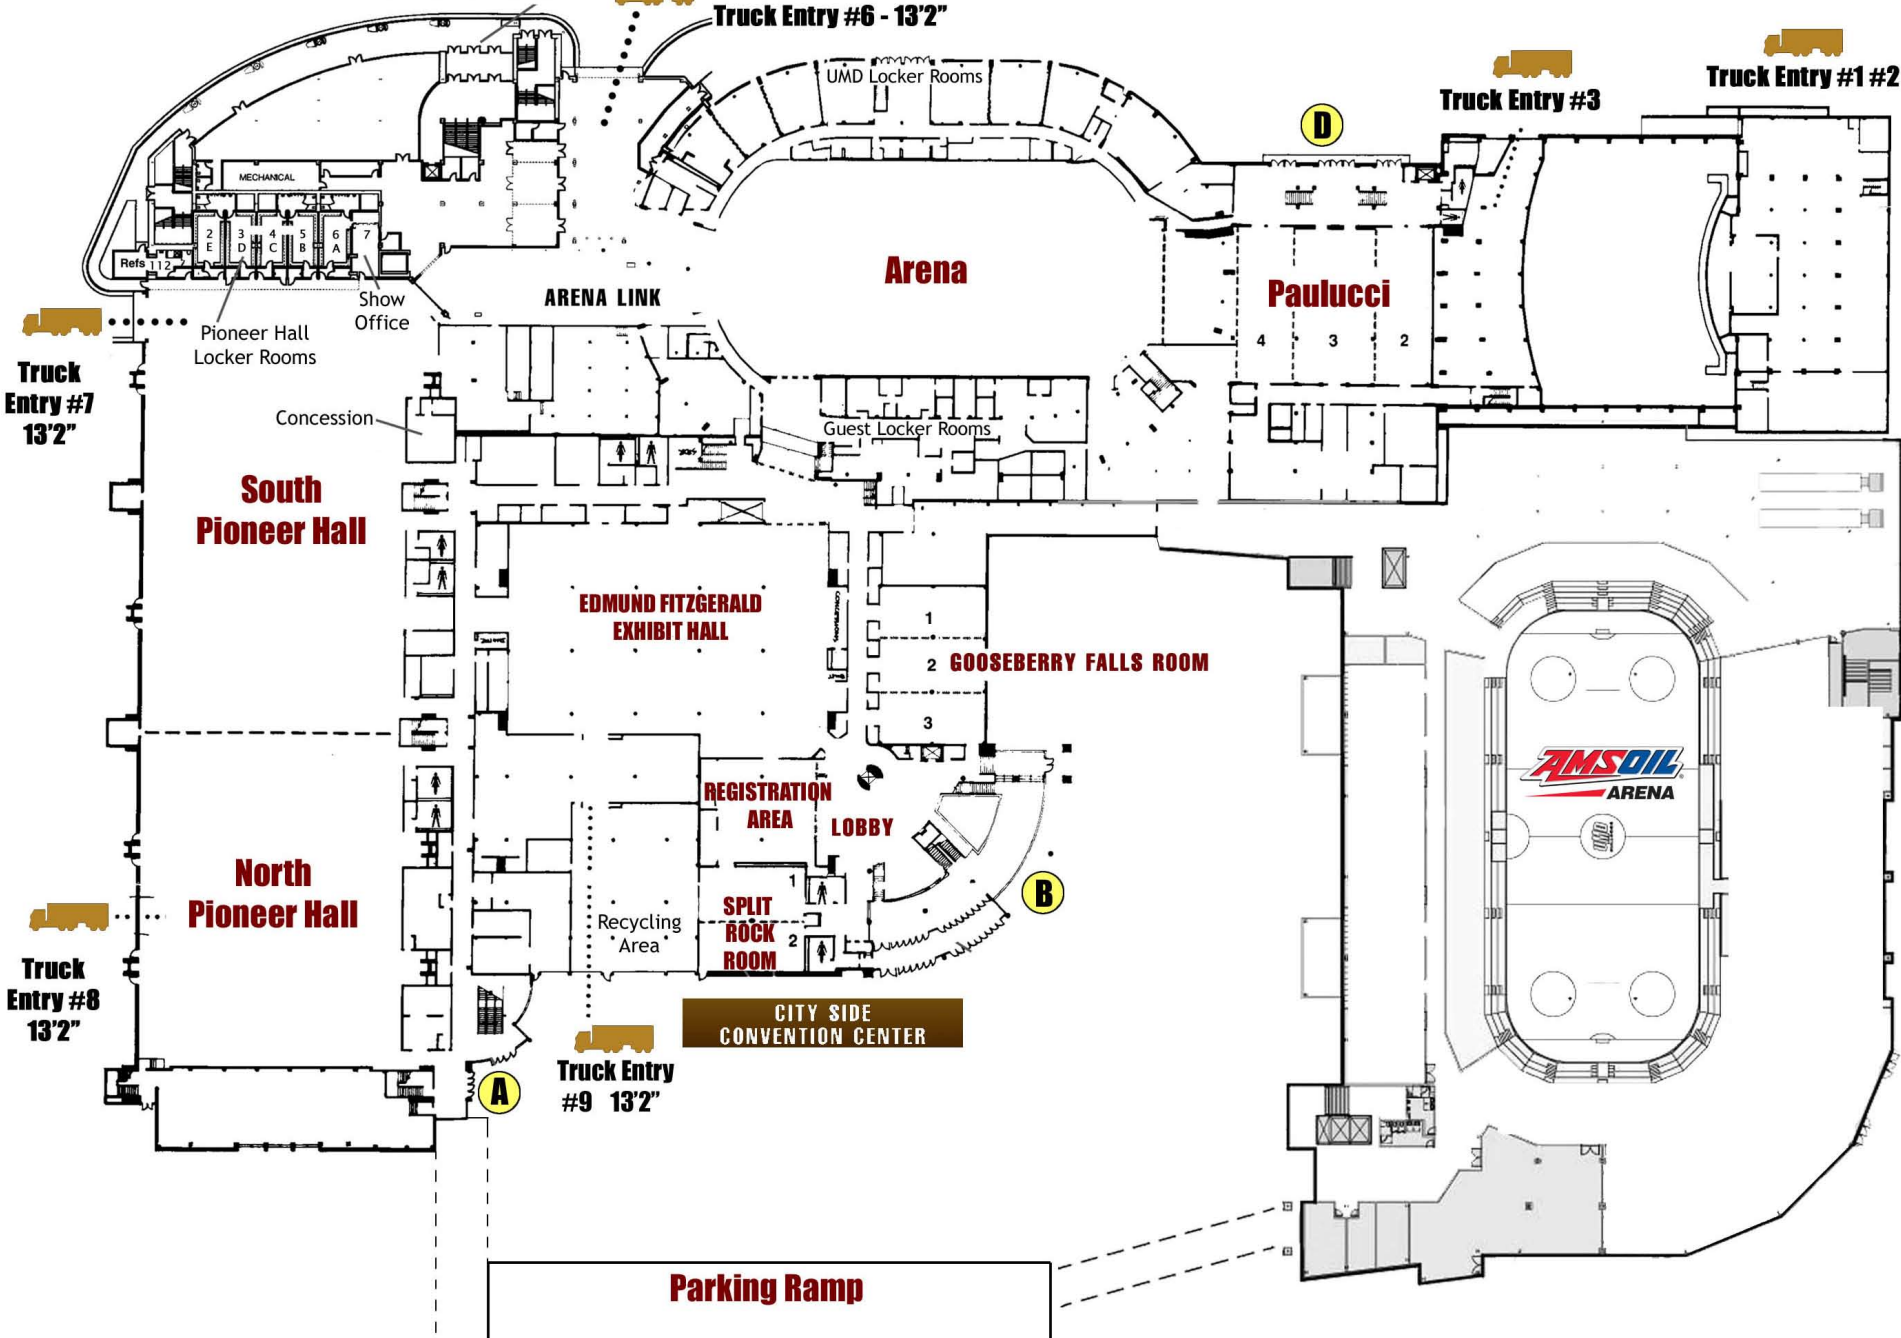 Truck Entry #6 - 13'2"
Truck Entry #1 #2
Truck Entry #3
UMD Locker Rooms
D
MECHANICAL
2
E
3
D
4
C
5
B
6
A
7
Refs
112
Arena
ARENA LINK
Paulucci
4
3
2
Show
Office
Pioneer Hall
Locker Rooms
Truck
Entry #7
13'2"
Concession
Guest Locker Rooms
South
Pioneer Hall
EDMUND FITZGERALD
EXHIBIT HALL
CONCESSIONS
1
2
3
GOOSEBERRY FALLS ROOM
REGISTRATION
AREA
LOBBY
AMSOIL
ARENA
UMD
North
Pioneer Hall
B
1
SPLIT
ROCK
ROOM
2
Recycling
Area
Truck
Entry #8
13'2"
CITY SIDE
CONVENTION CENTER
Truck Entry
#9 13'2"
A
Parking Ramp